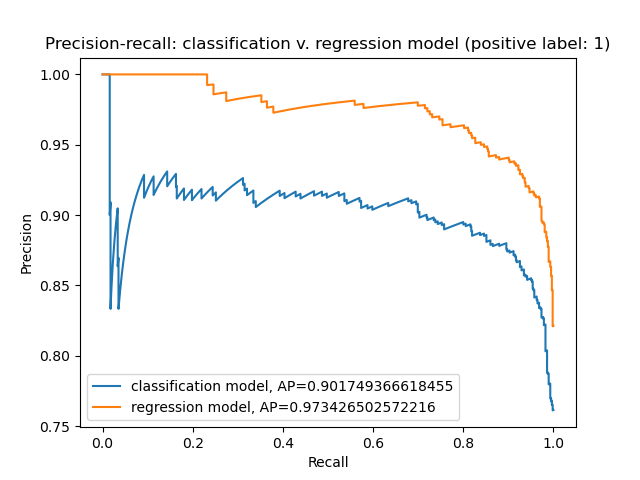 Precision-recall: classification v. regression model (positive label: 1)
1.00
0.95
0.90
0.85
0.80
0.75
Precision
classification model, AP=0.901749366618455
regression model, AP=0.973426502572216
0.0 0.2 0.4 0.6 0.8 1.0
Recall